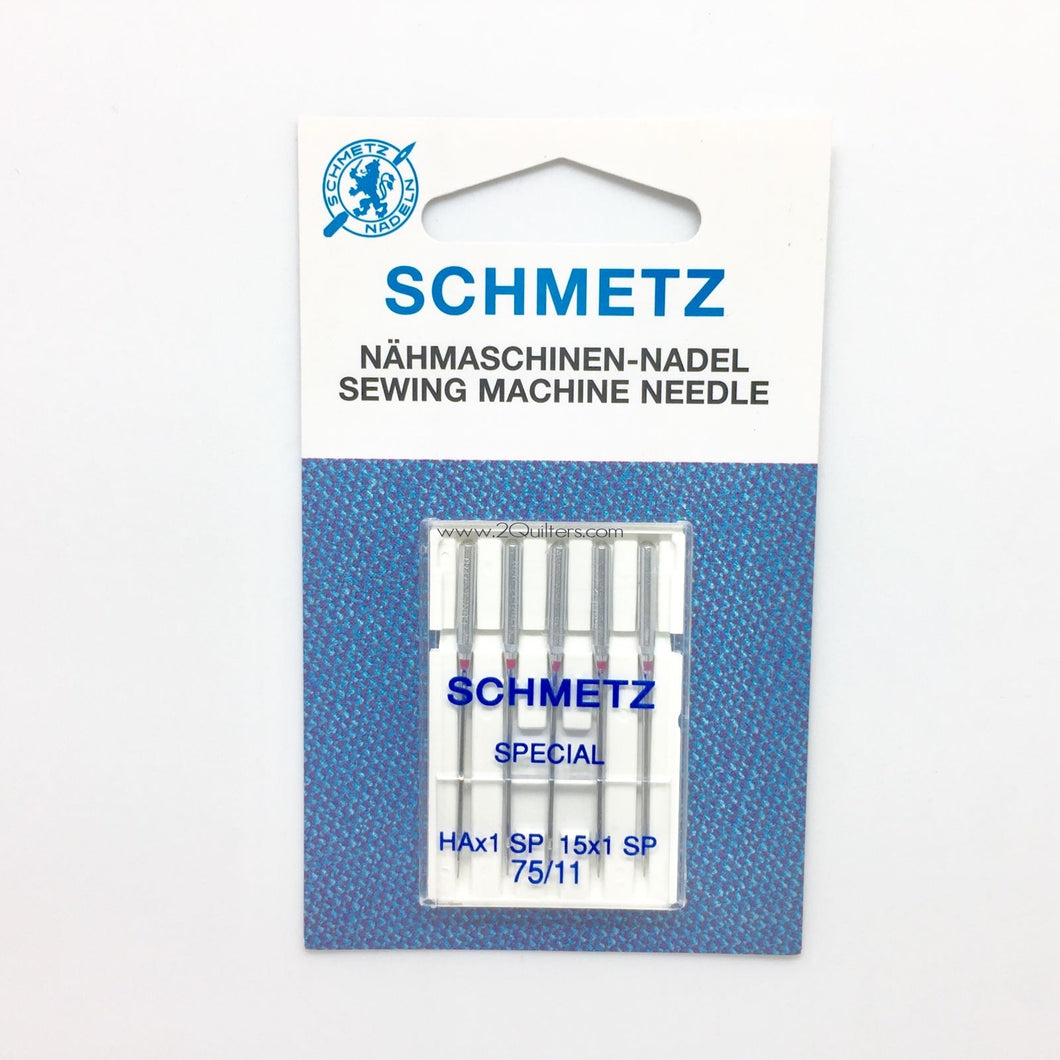 SCHMETZ
NADELN
SCHMETZ
NÄHMASCHINEN-NADEL
SEWING MACHINE NEEDLE
www.2Quilters.com
SCHMETZ
SPECIAL
HAx1 SP 15x1 SP
75/11